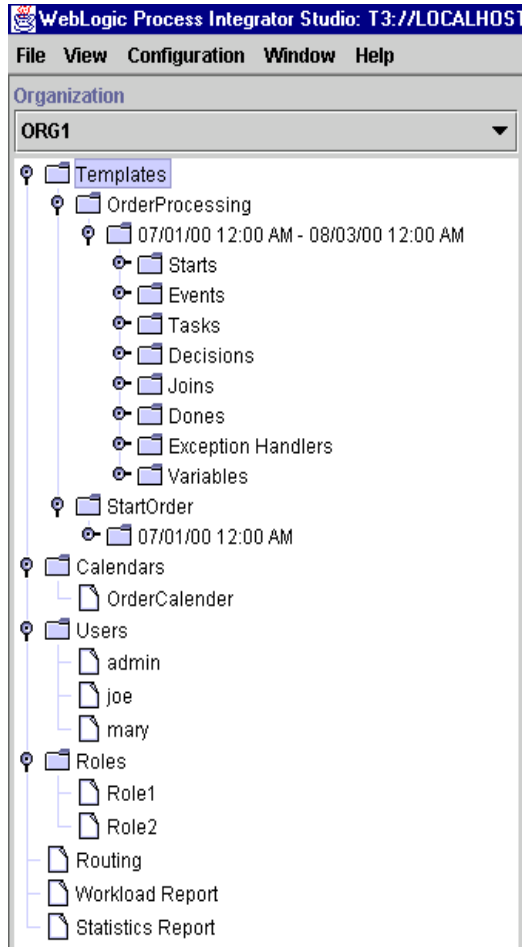 WebLogic Process Integrator Studio: T3://LOCALHOST
File View Configuration Window Help
Organization
ORG1
Templates
OrderProcessing
07/01/00 12:00 AM - 08/03/00 12:00 AM
Starts
Events
Tasks
Decisions
Joins
Dones
Exception Handlers
Variables
StartOrder
07/01/00 12:00 AM
Calendars
OrderCalender
Users
admin
joe
mary
Roles
Role1
Role2
Routing
Workload Report
Statistics Report